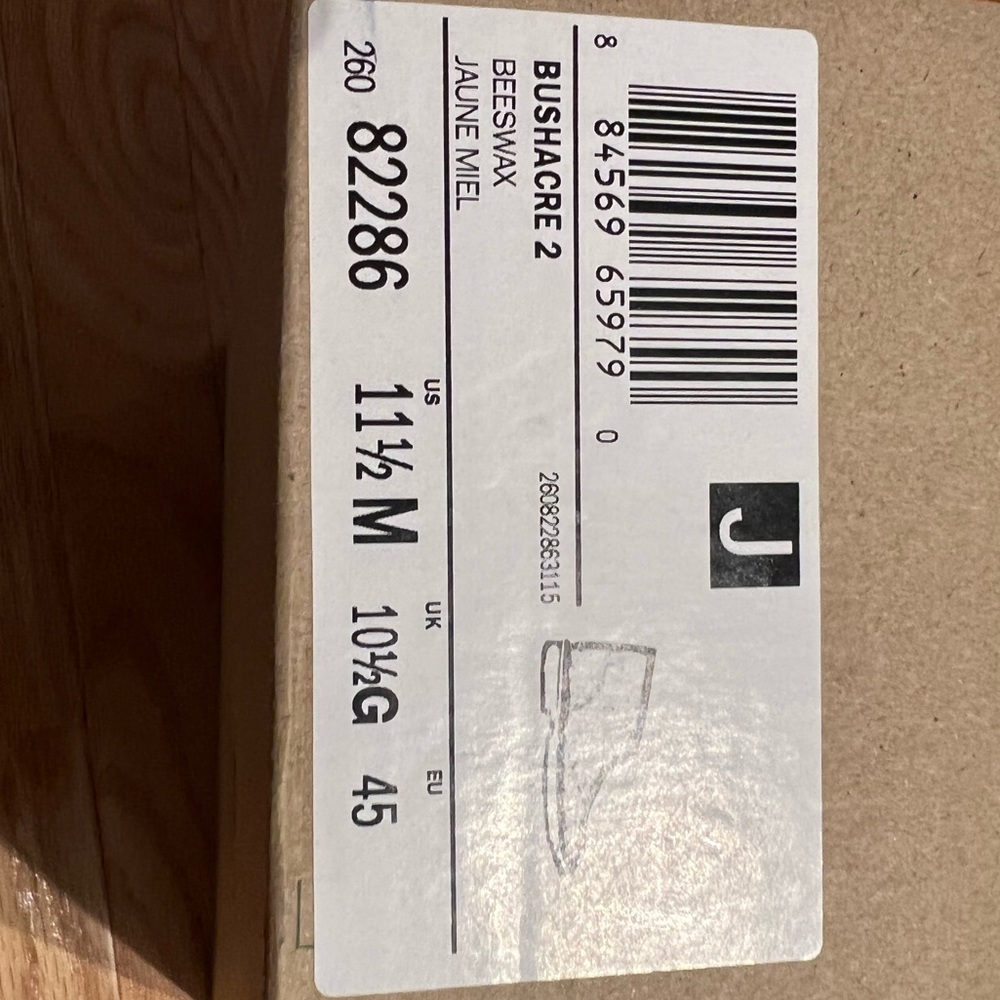 8 84569 65979 0
J
BUSHACRE 2
260822863115
BEESWAX
JAUNE MIEL
US UK EU
260 82286 11½ M 10½G 45